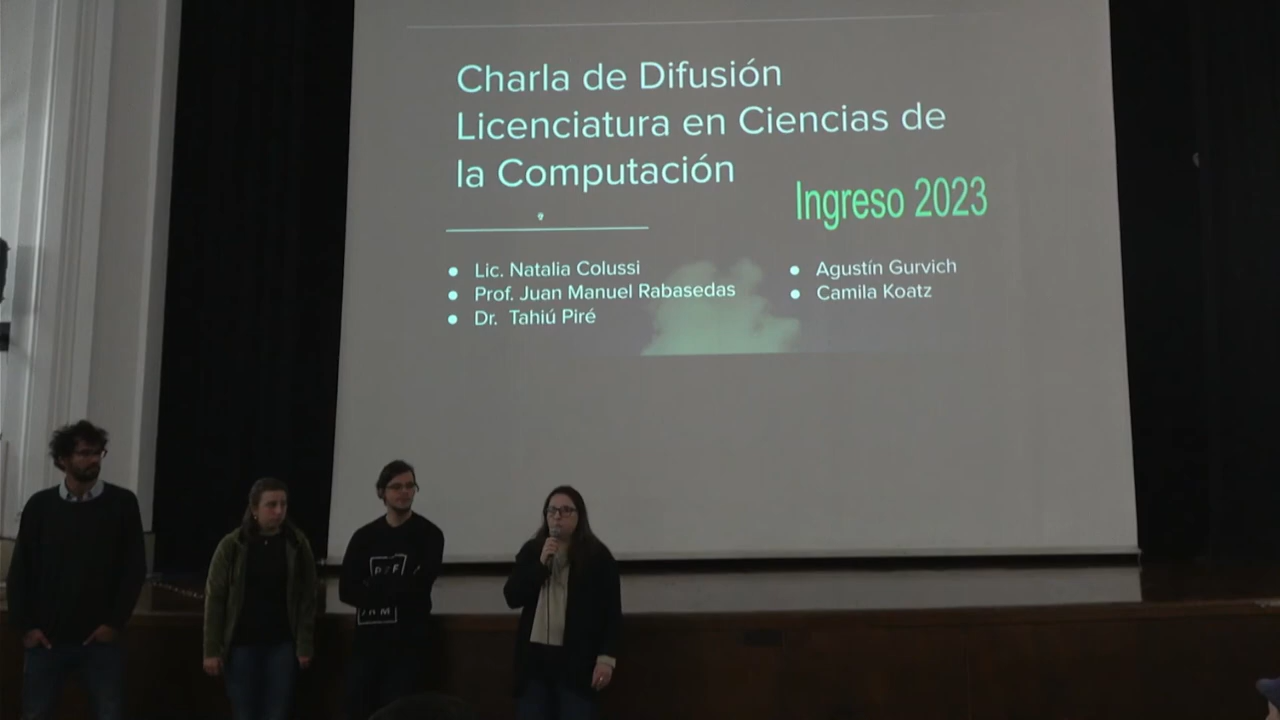 Charla de Difusión
Licenciatura en Ciencias de
la Computación
Ingreso 2023
● Lic. Natalia Colussi
● Prof. Juan Manuel Rabasedas
● Dr. Tahiú Piré
● Agustín Gurvich
● Camila Koatz